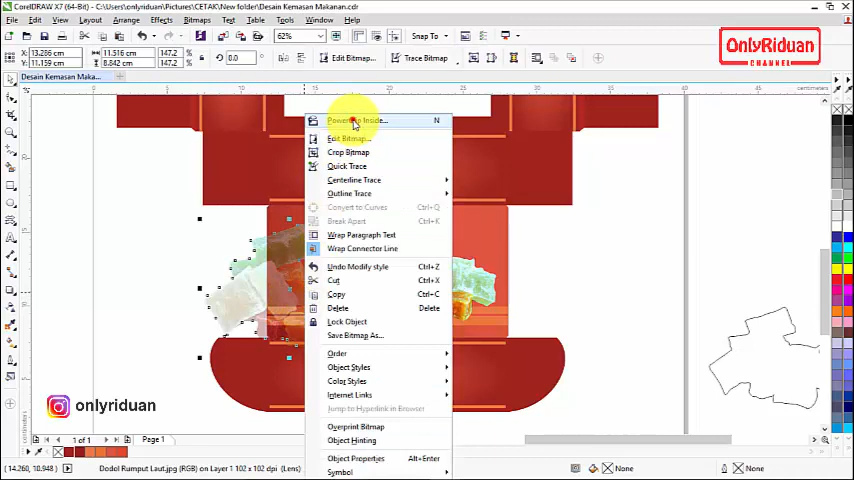 CorelDRAW X7 (64-Bit) - C:\Users\onlyriduan\Pictures\CETAK\New folder\Desain Kemasan Makanan.cdr
File Edit View Layout Arrange Effects Bitmaps Text Table Tools Window Help
62% Snap To
X: 13.286 cm 11.516 cm 147.2 % 0.0 Edit Bitmap... Trace Bitmap
Y: 11.159 cm 8.842 cm 147.2 %
OnlyRiduan
CHANNEL
Desain Kemasan Makan...
centimeters
Inside... N
Edit Bitmap...
Crop Bitmap
Quick Trace
Centerline Trace
Outline Trace
Convert to Curves Ctrl+Q
Break Apart Ctrl+K
Wrap Paragraph Text
Wrap Connector Line
Undo Modify style Ctrl+Z
Cut Ctrl+X
Copy Ctrl+C
Delete Delete
Lock Object
Save Bitmap As...
Order
Object Styles
Color Styles
Internet Links
Jump to Hyperlink in Browser
Overprint Bitmap
Object Hinting
Object Properties Alt+Enter
Symbol
onlyriduan
1 of 1 Page 1
(14.260, 10.948) Dodol Rumput Laut.jpg (RGB) on Layer 1 102 x 102 dpi (Lens) None None